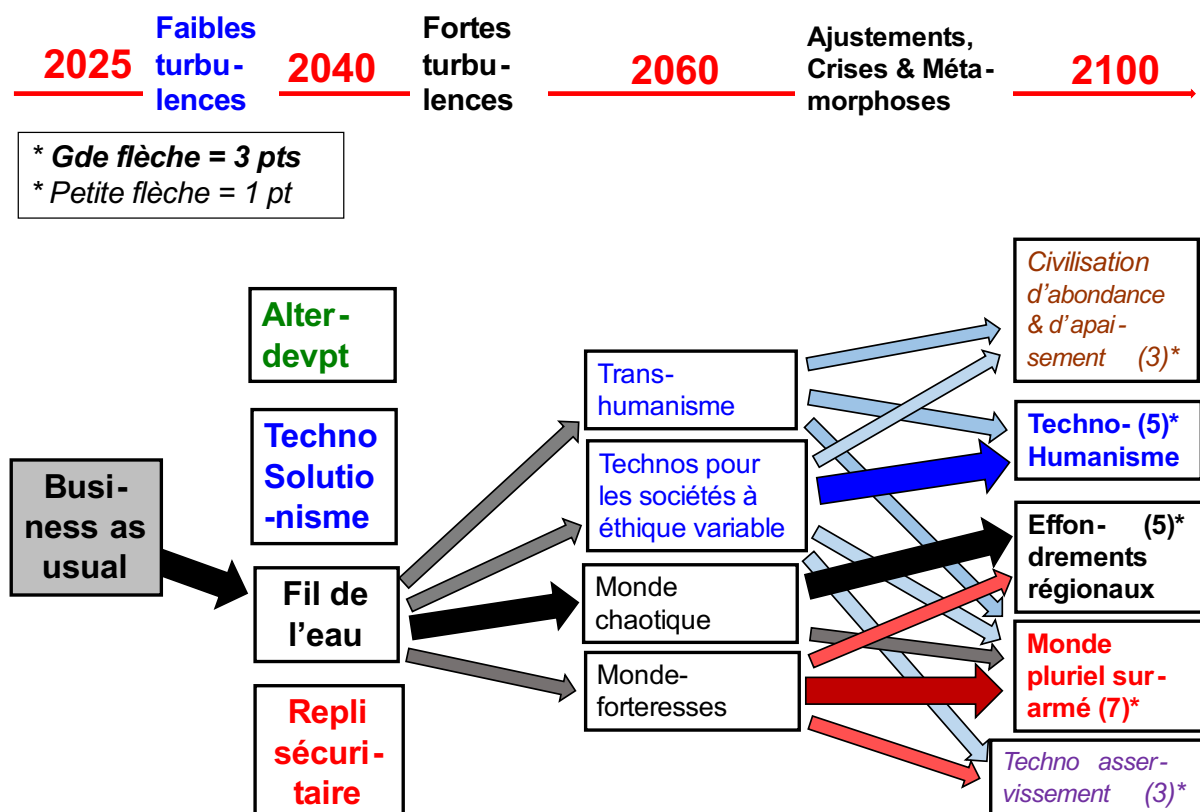 2025
Faibles
turbu-
lences
2040
Fortes
turbu-
lences
2060
Ajustements,
Crises & Méta-
morphoses
2100
* Gde flèche = 3 pts
* Petite flèche = 1 pt
Busi-
ness as
usual
Alter-
devpt
Techno
Solutio
-nisme
Fil de
l’eau
Repli
sécuri-
taire
Trans-
humanisme
Technos pour
les sociétés à
éthique variable
Monde
chaotique
Monde-
forteresses
Civilisation
d’abondance
& d’apai-
sement (3)*
Techno- (5)*
Humanisme
Effon- (5)*
drements
régionaux
Monde
pluriel sur-
armé (7)*
Techno asser-
vissement (3)*